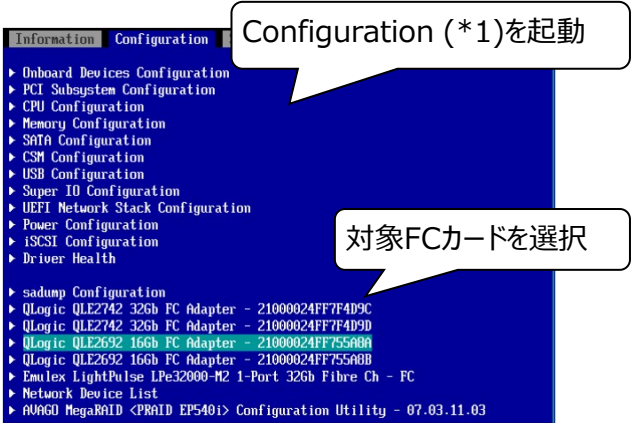 Configuration (*1)を起動
Information Configuration
Onboard Devices Configuration
PCI Subsystem Configuration
CPU Configuration
Memory Configuration
SATA Configuration
CSM Configuration
USB Configuration
Super IO Configuration
UEFI Network Stack Configuration
Power Configuration
iSCSI Configuration
Driver Health
対象FCカードを選択
sadump Configuration
QLogic QLE2742 32Gb FC Adapter - 21000024FF7F4D9C
QLogic QLE2742 32Gb FC Adapter - 21000024FF7F4D9D
QLogic QLE2692 16Gb FC Adapter - 21000024FF755A8A
QLogic QLE2692 16Gb FC Adapter - 21000024FF755A8B
Emulex LightPulse LPe32000-M2 1-Port 32Gb Fibre Ch - FC
Network Device List
AVAGO MegaRAID <PRAID EP540i> Configuration Utility - 07.03.11.03